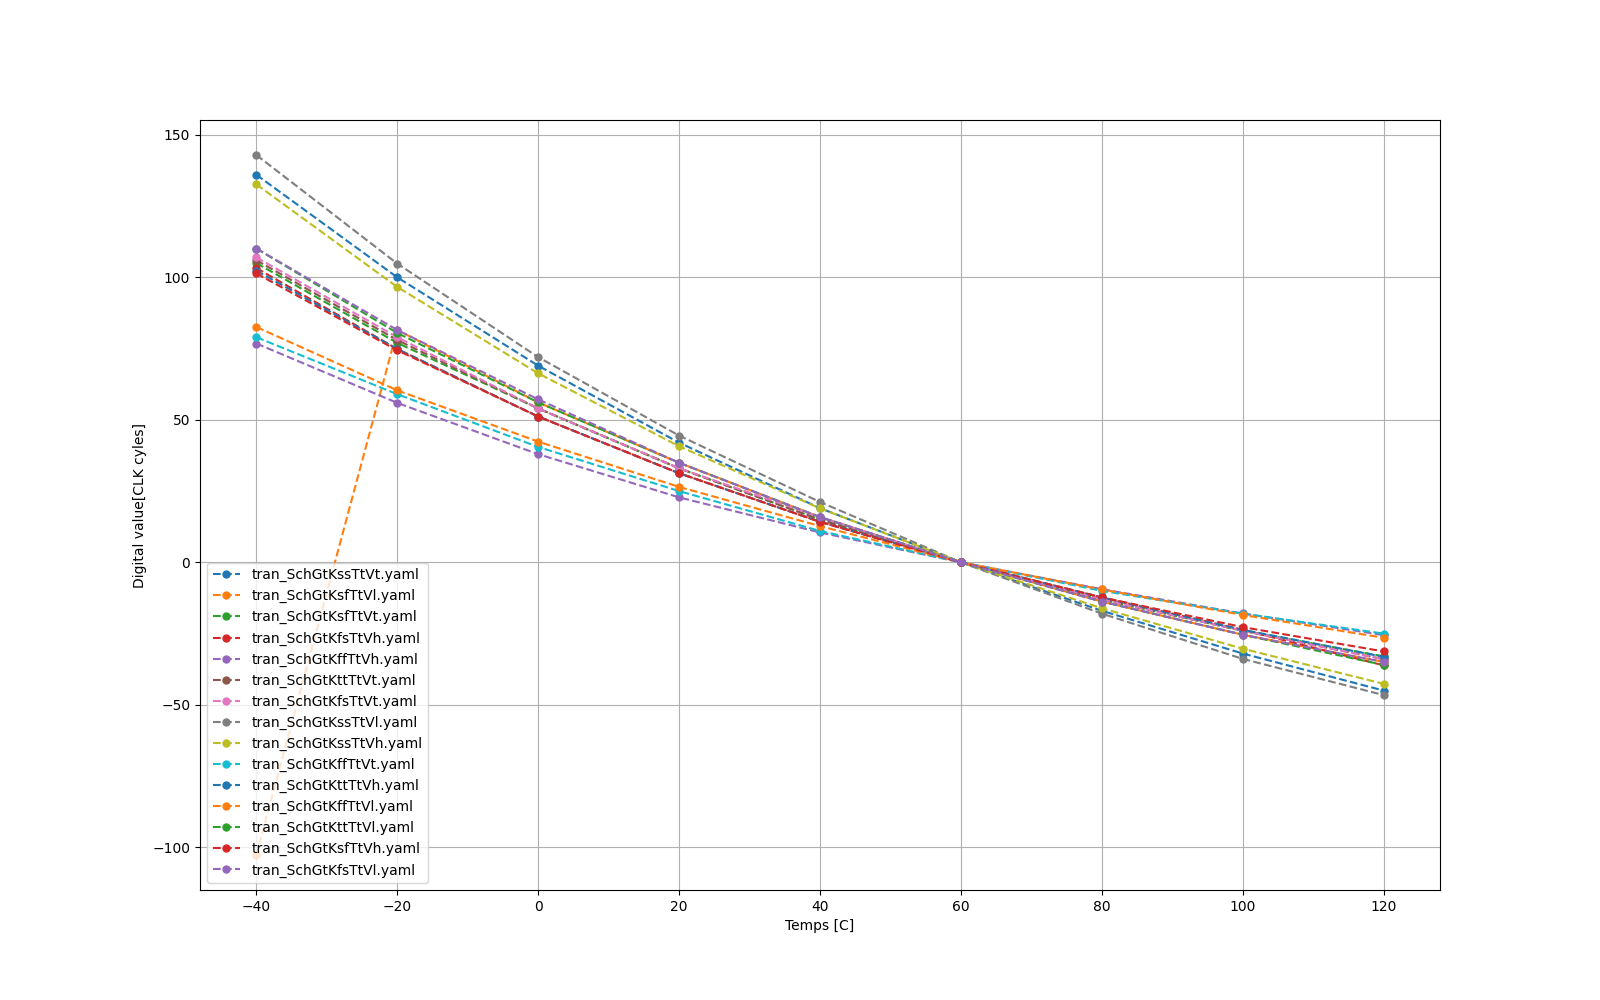 150
100
50
0
−50
−100
Digital value[CLK cyles]
tran_SchGtKssTtVt.yaml
tran_SchGtKsfTtVl.yaml
tran_SchGtKsfTtVt.yaml
tran_SchGtKfsTtVh.yaml
tran_SchGtKffTtVh.yaml
tran_SchGtKttTtVt.yaml
tran_SchGtKfsTtVt.yaml
tran_SchGtKssTtVl.yaml
tran_SchGtKssTtVh.yaml
tran_SchGtKffTtVt.yaml
tran_SchGtKttTtVh.yaml
tran_SchGtKffTtVl.yaml
tran_SchGtKttTtVl.yaml
tran_SchGtKsfTtVh.yaml
tran_SchGtKfsTtVl.yaml
−40 −20 0 20 40 60 80 100 120
Temps [C]